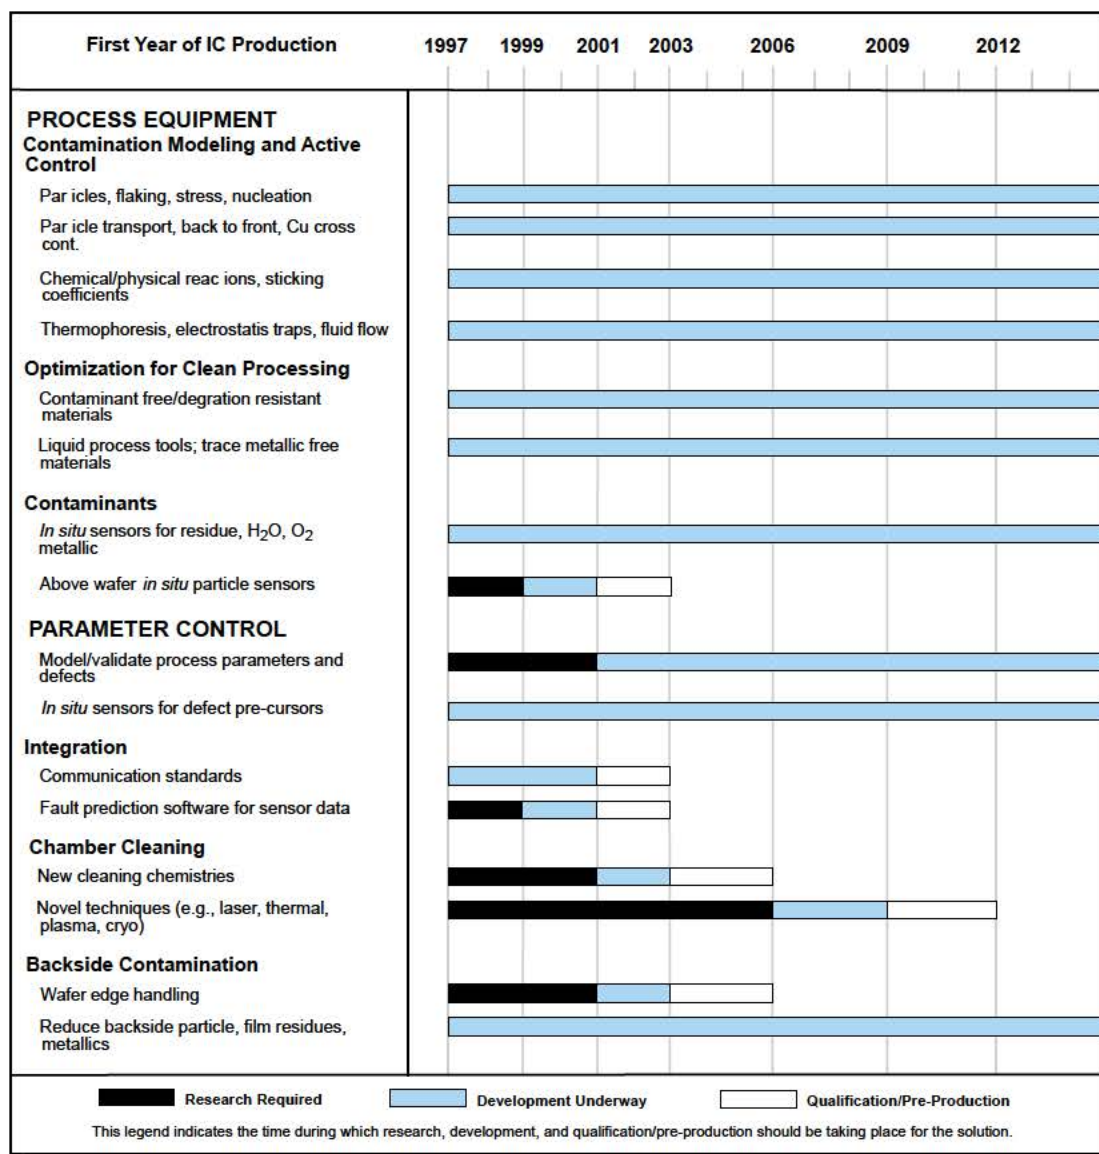 First Year of IC Production 1997 1999 2001 2003 2006 2009 2012
PROCESS EQUIPMENT
Contamination Modeling and Active
Control
Par icles, flaking, stress, nucleation
Par icle transport, back to front, Cu cross
cont.
Chemical/physical reac ions, sticking
coefficients
Thermophoresis, electrostatis traps, fluid flow
Optimization for Clean Processing
Contaminant free/degration resistant
materials
Liquid process tools; trace metallic free
materials
Contaminants
In situ sensors for residue, H2O, O2
metallic
Above wafer in situ particle sensors
PARAMETER CONTROL
Model/validate process parameters and
defects
In situ sensors for defect pre-cursors
Integration
Communication standards
Fault prediction software for sensor data
Chamber Cleaning
New cleaning chemistries
Novel techniques (e.g., laser, thermal,
plasma, cryo)
Backside Contamination
Wafer edge handling
Reduce backside particle, film residues,
metallics
Research Required Development Underway Qualification/Pre-Production
This legend indicates the time during which research, development, and qualification/pre-production should be taking place for the solution.